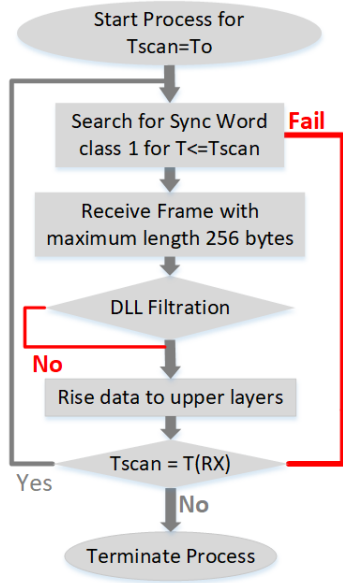 Start Process for
Tscan=To
Search for Sync Word
class 1 for T<=Tscan
Fail
Receive Frame with
maximum length 256 bytes
DLL Filtration
No
Rise data to upper layers
Tscan = T(RX)
Yes
No
Terminate Process